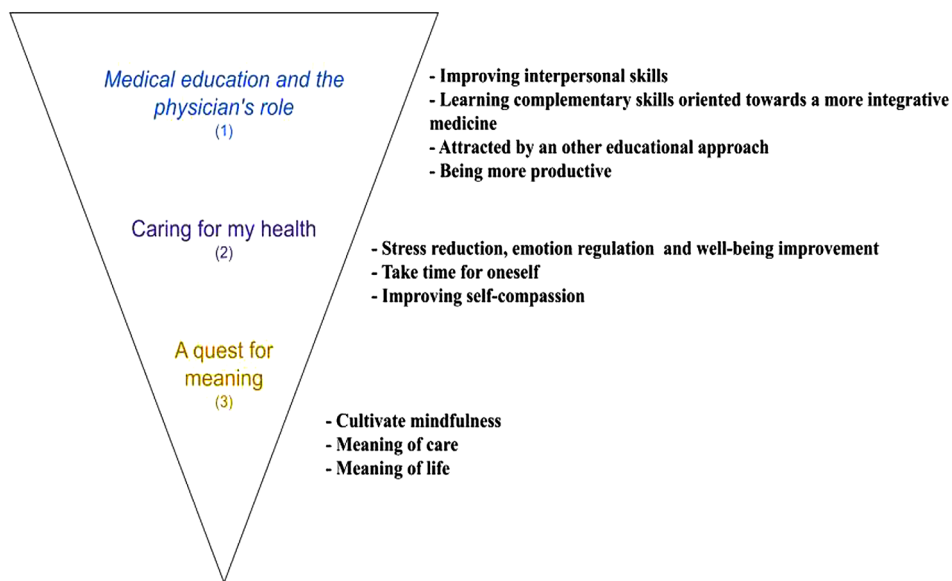 Medical education and the
physician's role
(1)
- Improving interpersonal skills
- Learning complementary skills oriented towards a more integrative
medicine
- Attracted by an other educational approach
- Being more productive
Caring for my health
(2)
- Stress reduction, emotion regulation and well-being improvement
- Take time for oneself
- Improving self-compassion
A quest for
meaning
(3)
- Cultivate mindfulness
- Meaning of care
- Meaning of life